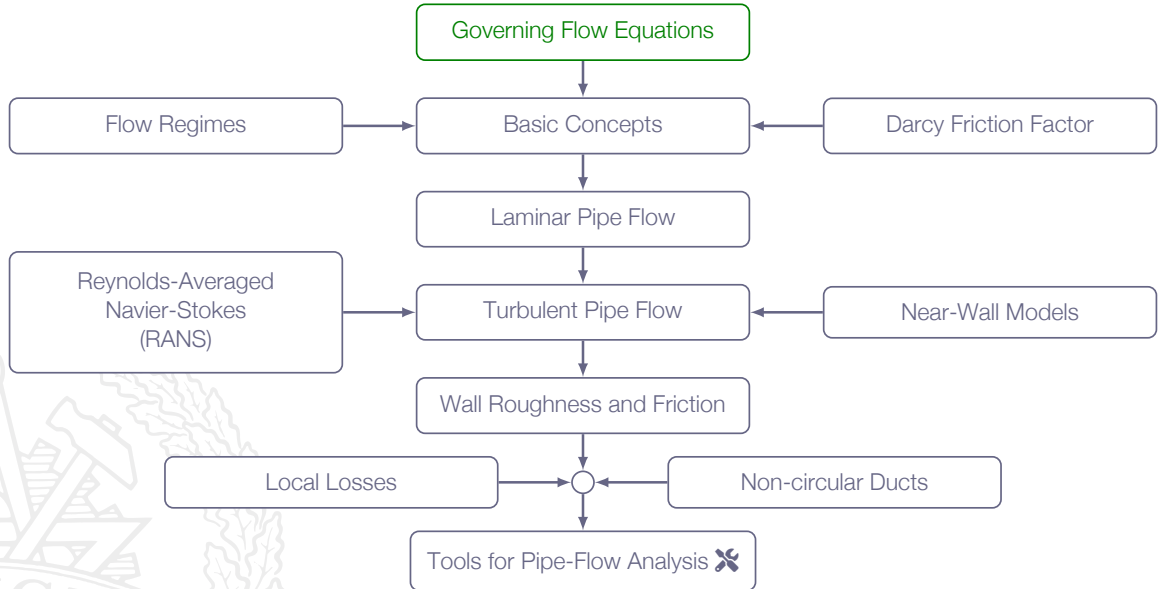 Governing Flow Equations
Flow Regimes
Basic Concepts
Darcy Friction Factor
Laminar Pipe Flow
Reynolds-Averaged
Navier-Stokes
(RANS)
Turbulent Pipe Flow
Near-Wall Models
Wall Roughness and Friction
Local Losses
Non-circular Ducts
Tools for Pipe-Flow Analysis